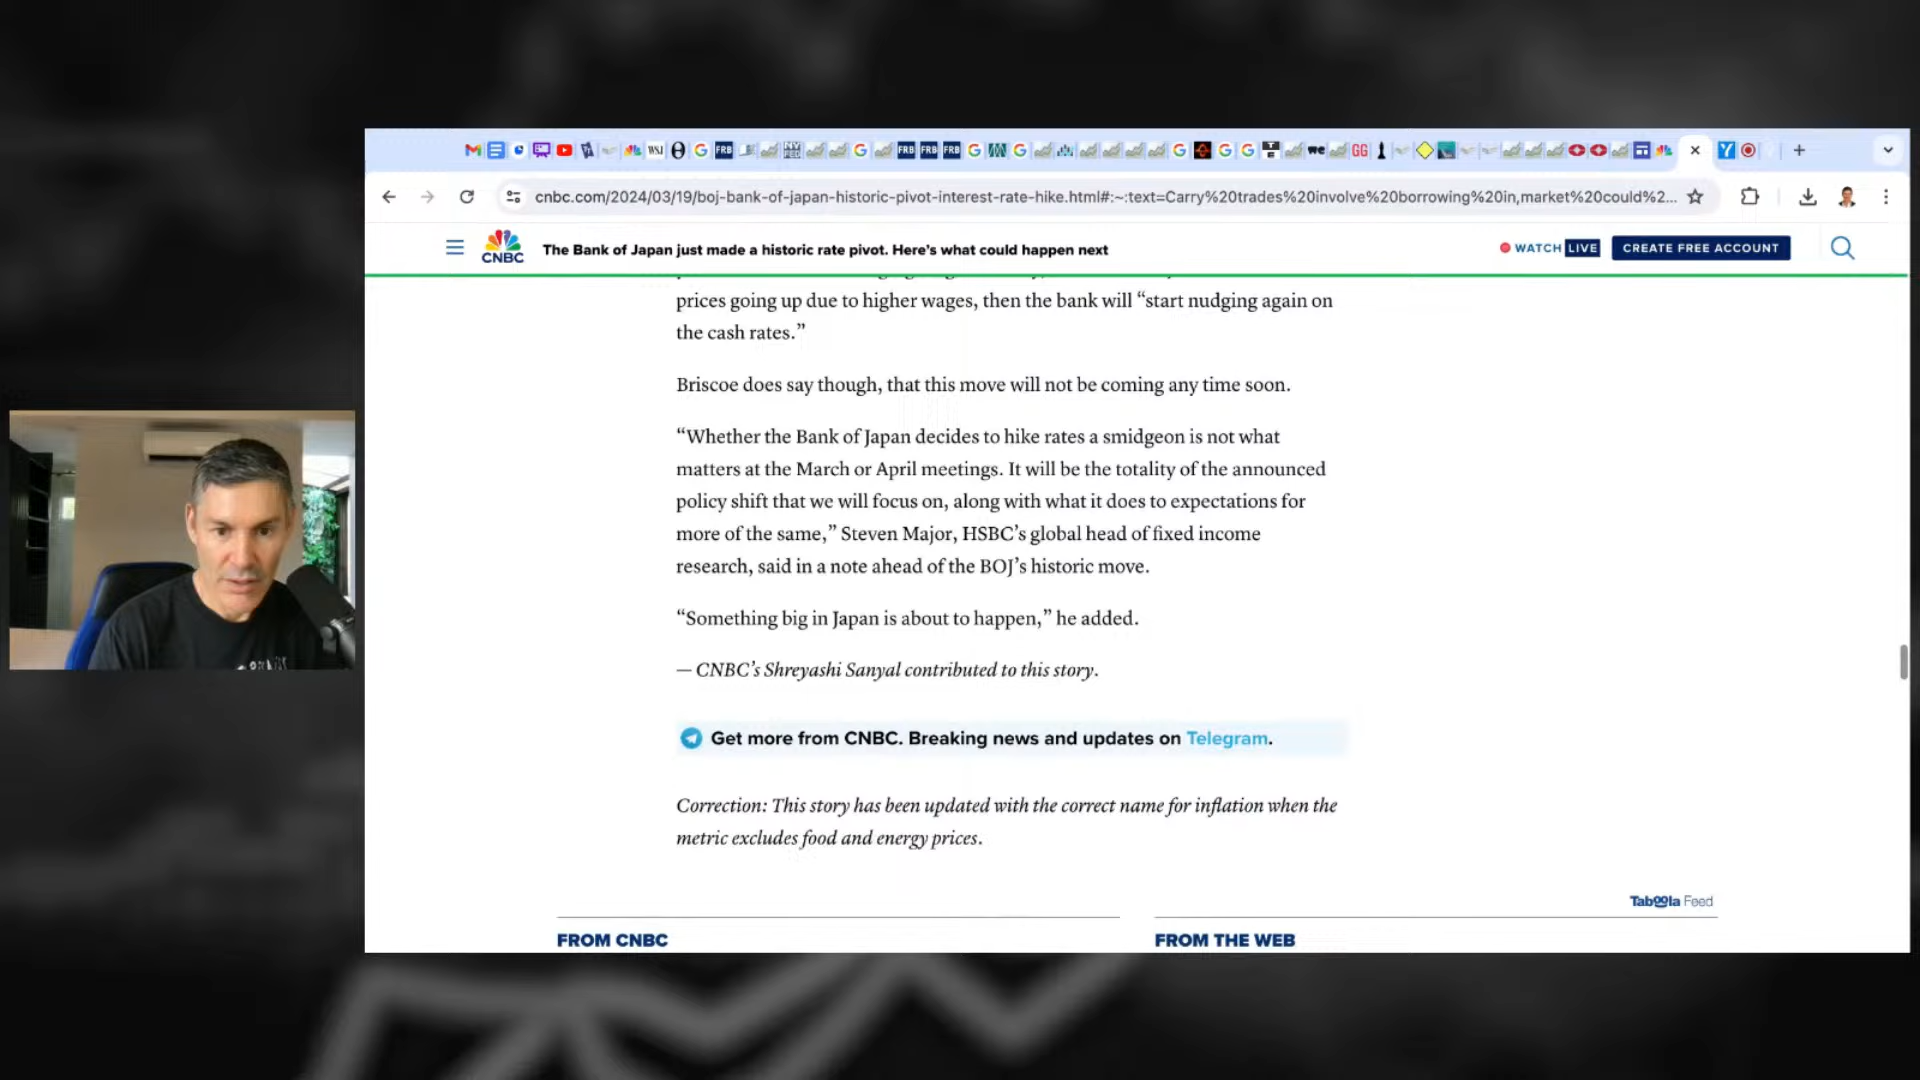 WSJ
FRB
NY FED
FRB
FRB
FRB
GG
cnbc.com/2024/03/19/boj-bank-of-japan-historic-pivot-interest-rate-hike.html#:~:text=Carry%20trades%20involve%20borrowing%20in,market%20could%2...
CNBC
The Bank of Japan just made a historic rate pivot. Here’s what could happen next
WATCH LIVE
CREATE FREE ACCOUNT
prices going up due to higher wages, then the bank will “start nudging again on
the cash rates.”
Briscoe does say though, that this move will not be coming any time soon.
“Whether the Bank of Japan decides to hike rates a smidgeon is not what
matters at the March or April meetings. It will be the totality of the announced
policy shift that we will focus on, along with what it does to expectations for
more of the same,” Steven Major, HSBC’s global head of fixed income
research, said in a note ahead of the BOJ’s historic move.
“Something big in Japan is about to happen,” he added.
— CNBC’s Shreyashi Sanyal contributed to this story.
Get more from CNBC. Breaking news and updates on Telegram.
Correction: This story has been updated with the correct name for inflation when the
metric excludes food and energy prices.
Taboola Feed
FROM CNBC
FROM THE WEB